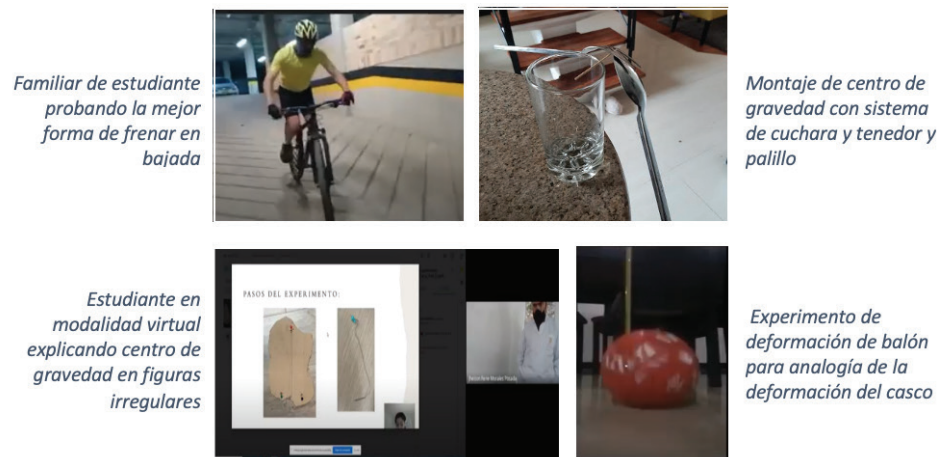 Familiar de estudiante
probando la mejor
forma de frenar en
bajada
Montaje de centro de
gravedad con sistema
de cuchara y tenedor y
palillo
Estudiante en
modalidad virtual
explicando centro de
gravedad en figuras
irregulares
PASOS DEL EXPERIMENTO:
Experimento de
deformación de balón
para analogía de la
deformación del casco